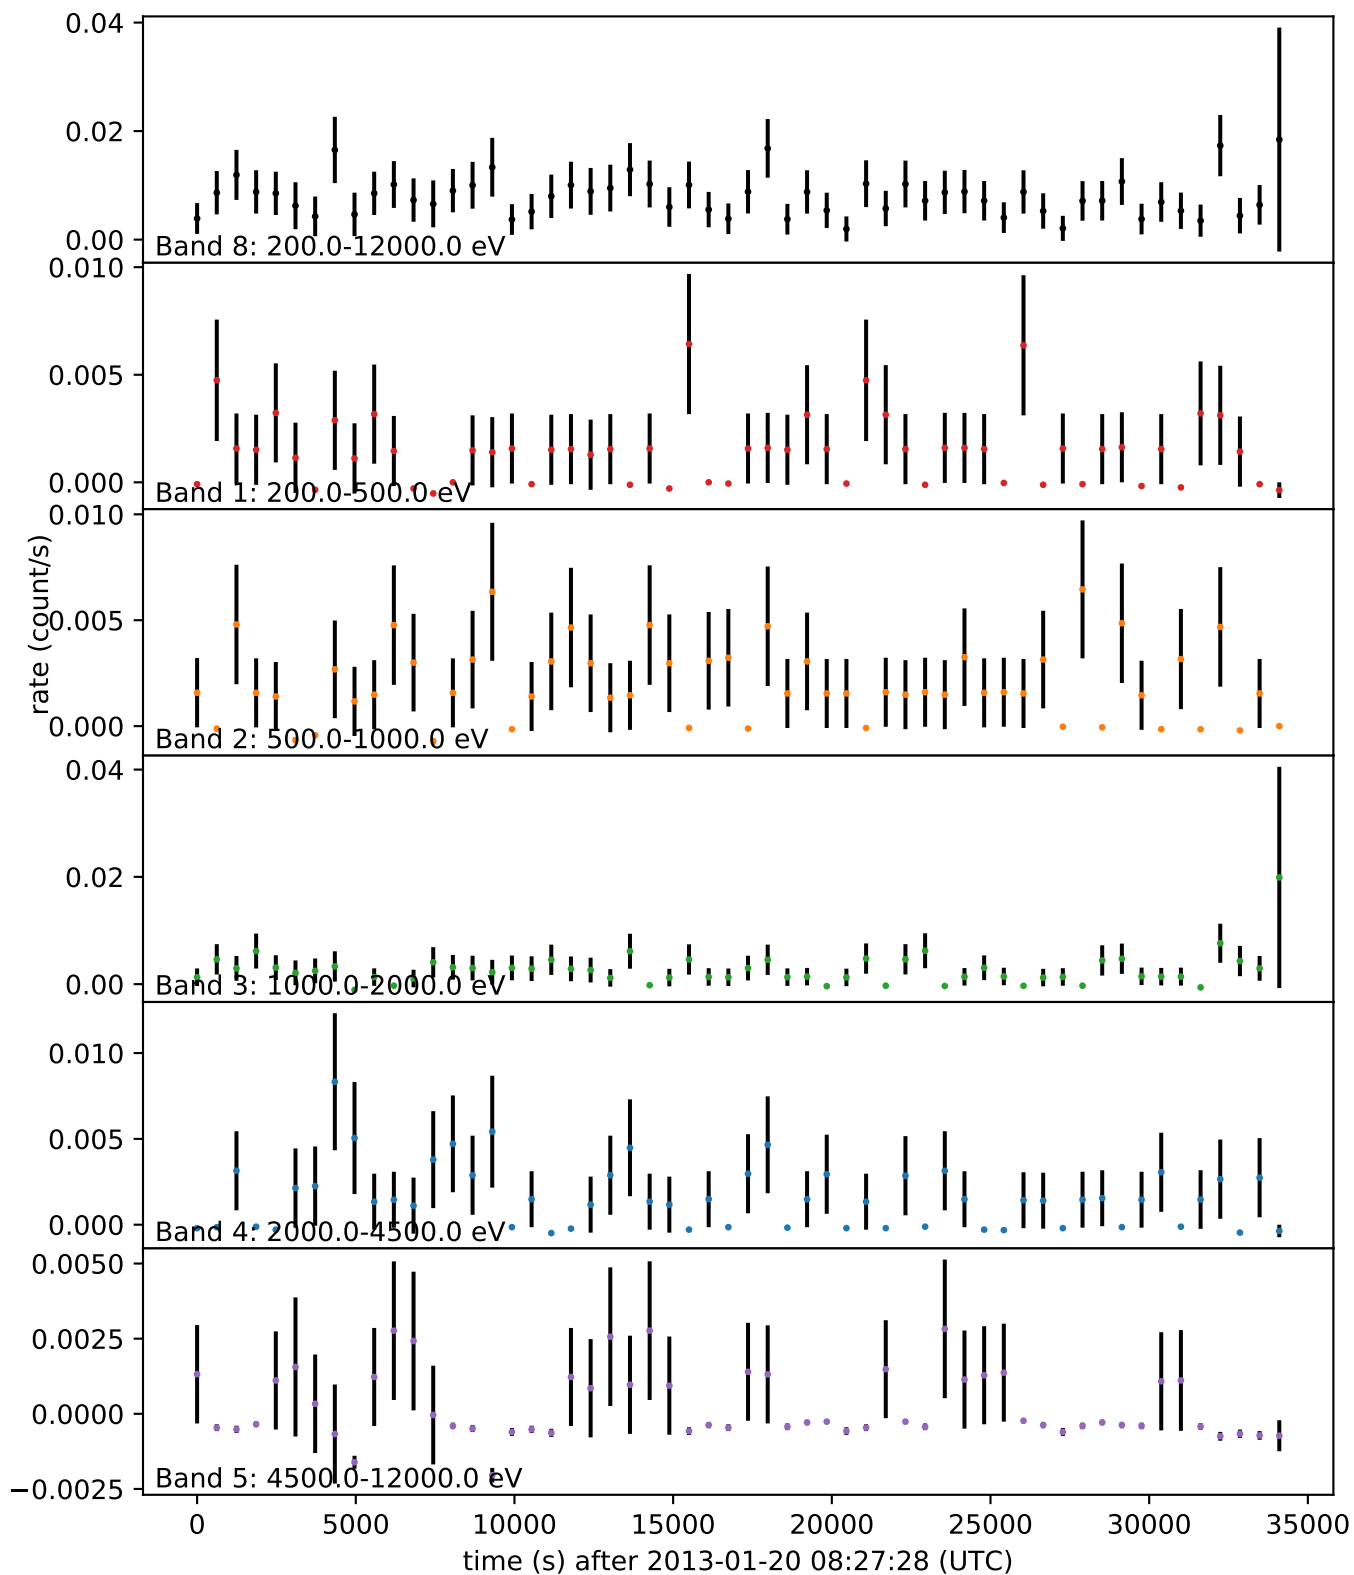 0.04
0.02
0.00
Band 8: 200.0-12000.0 eV
0.010
0.005
0.000
Band 1: 200.0-500.0 eV
0.010
0.005
0.000
Band 2: 500.0-1000.0 eV
rate (count/s)
0.04
0.02
0.00
Band 3: 1000.0-2000.0 eV
0.010
0.005
0.000
Band 4: 2000.0-4500.0 eV
0.0050
0.0025
0.0000
−0.0025
Band 5: 4500.0-12000.0 eV
0 5000 10000 15000 20000 25000 30000 35000
time (s) after 2013-01-20 08:27:28 (UTC)